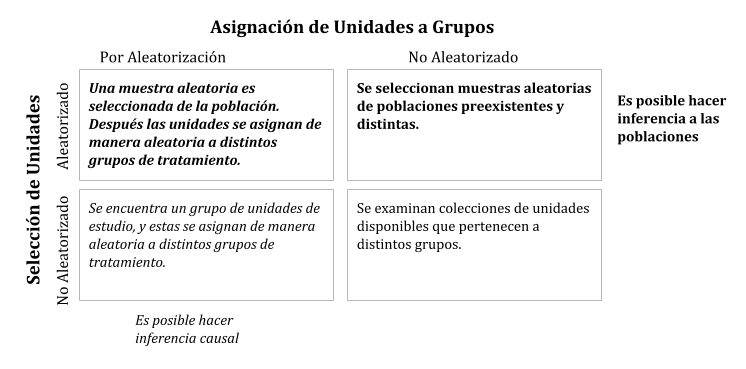 Asignación de Unidades a Grupos
Por Aleatorización
No Aleatorizado
Selección de Unidades
Aleatorizado
Una muestra aleatoria es
seleccionada de la población.
Después las unidades se asignan de
manera aleatoria a distintos
grupos de tratamiento.
Se seleccionan muestras aleatorias
de poblaciones preexistentes y
distintas.
Es posible hacer
inferencia a las
poblaciones
No Aleatorizado
Se encuentra un grupo de unidades de
estudio, y estas se asignan de manera
aleatoria a distintos grupos de
tratamiento.
Se examinan colecciones de unidades
disponibles que pertenecen a
distintos grupos.
Es posible hacer
inferencia causal